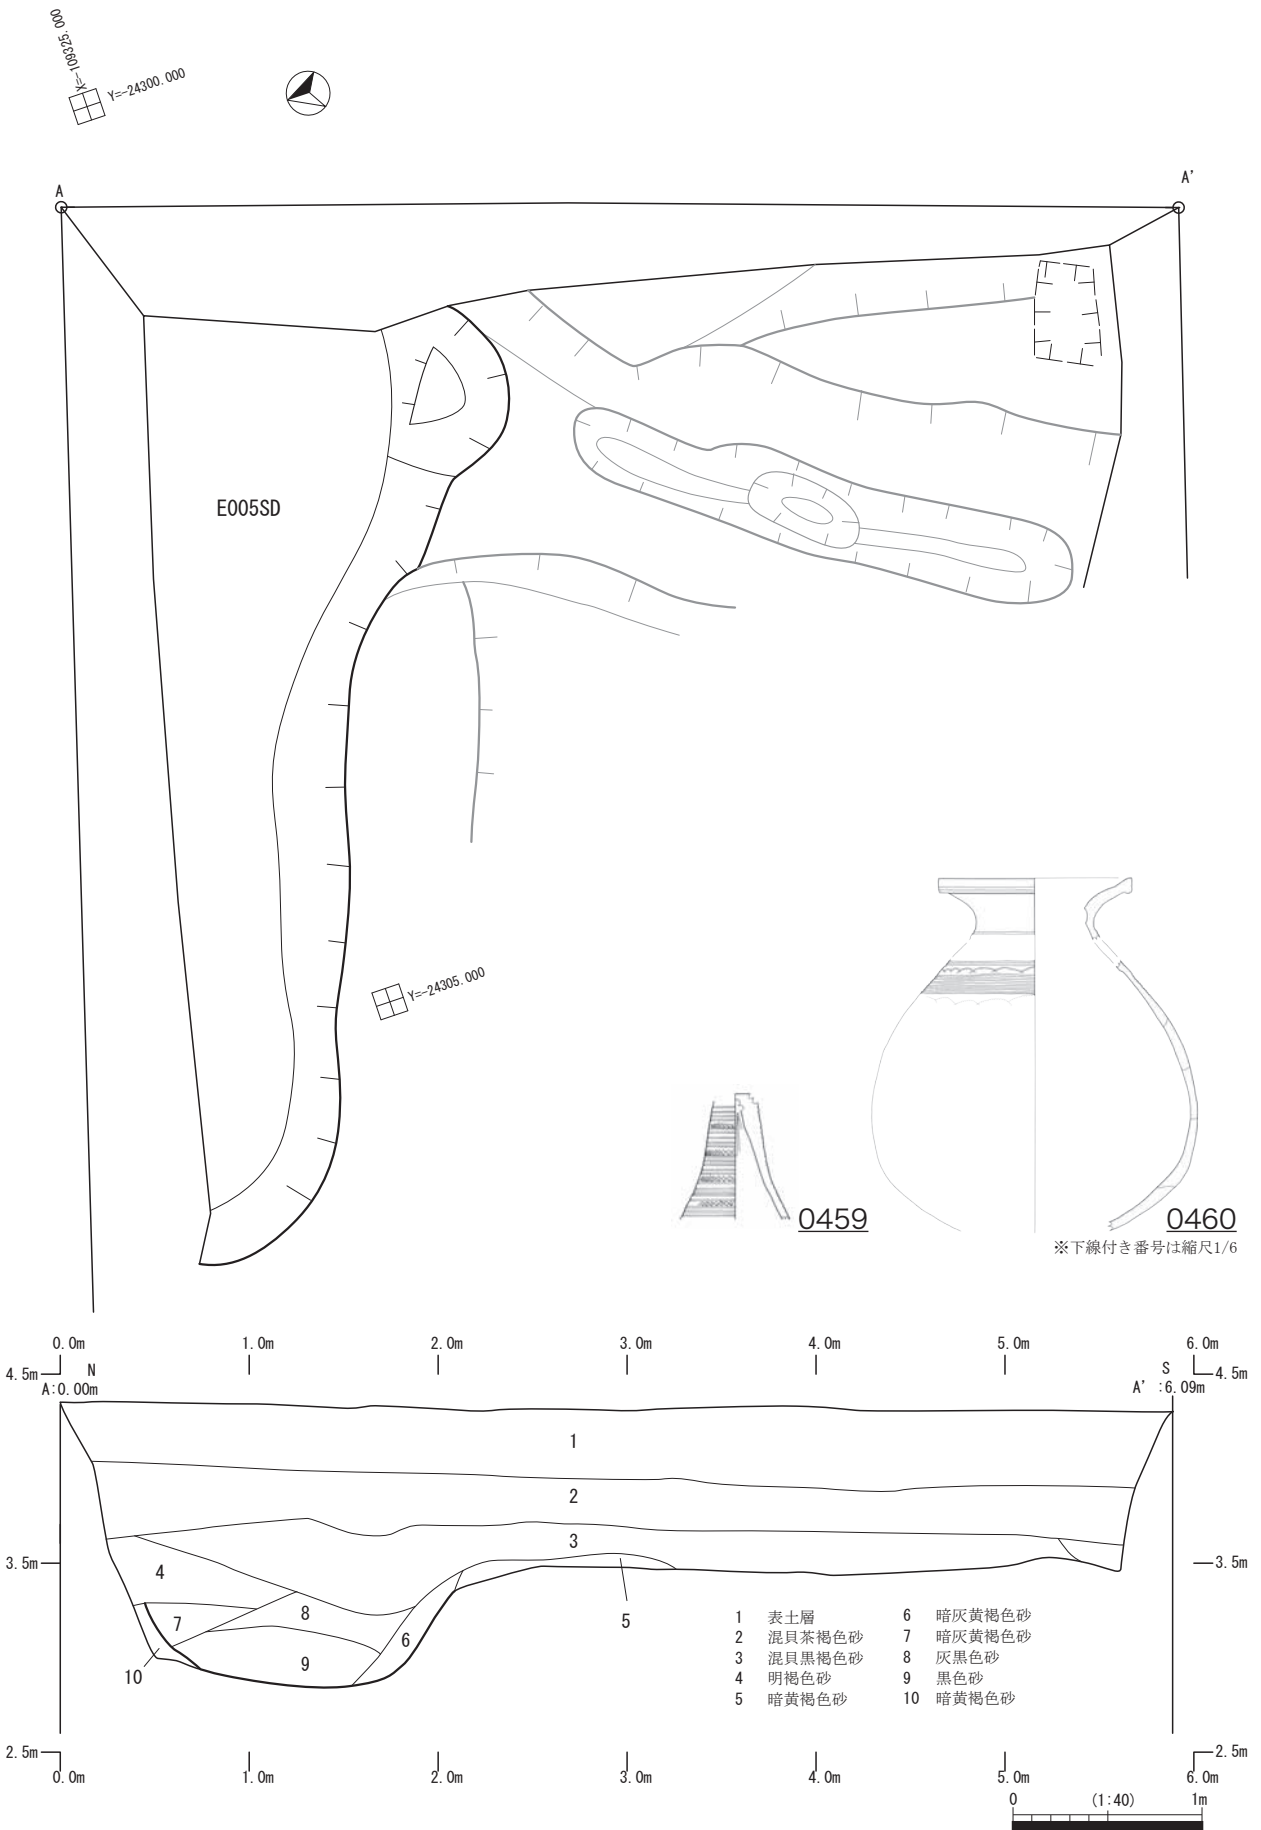 X=-109325.000
Y=-24300.000
A
A'
E005SD
Y=-24305.000
0459
0460
※下線付き番号は縮尺1/6
0.0m 1.0m 2.0m 3.0m 4.0m 5.0m 6.0m
4.5m N S 4.5m
A:0.00m A' :6.09m
1
2
3
3.5m 3.5m
4
8
7
5
6
9
10
1 表土層
2 混貝茶褐色砂
3 混貝黒褐色砂
4 明褐色砂
5 暗黄褐色砂
6 暗灰黄褐色砂
7 暗灰黄褐色砂
8 灰黒色砂
9 黒色砂
10 暗黄褐色砂
2.5m 2.5m
0.0m 1.0m 2.0m 3.0m 4.0m 5.0m 6.0m
0 (1:40) 1m